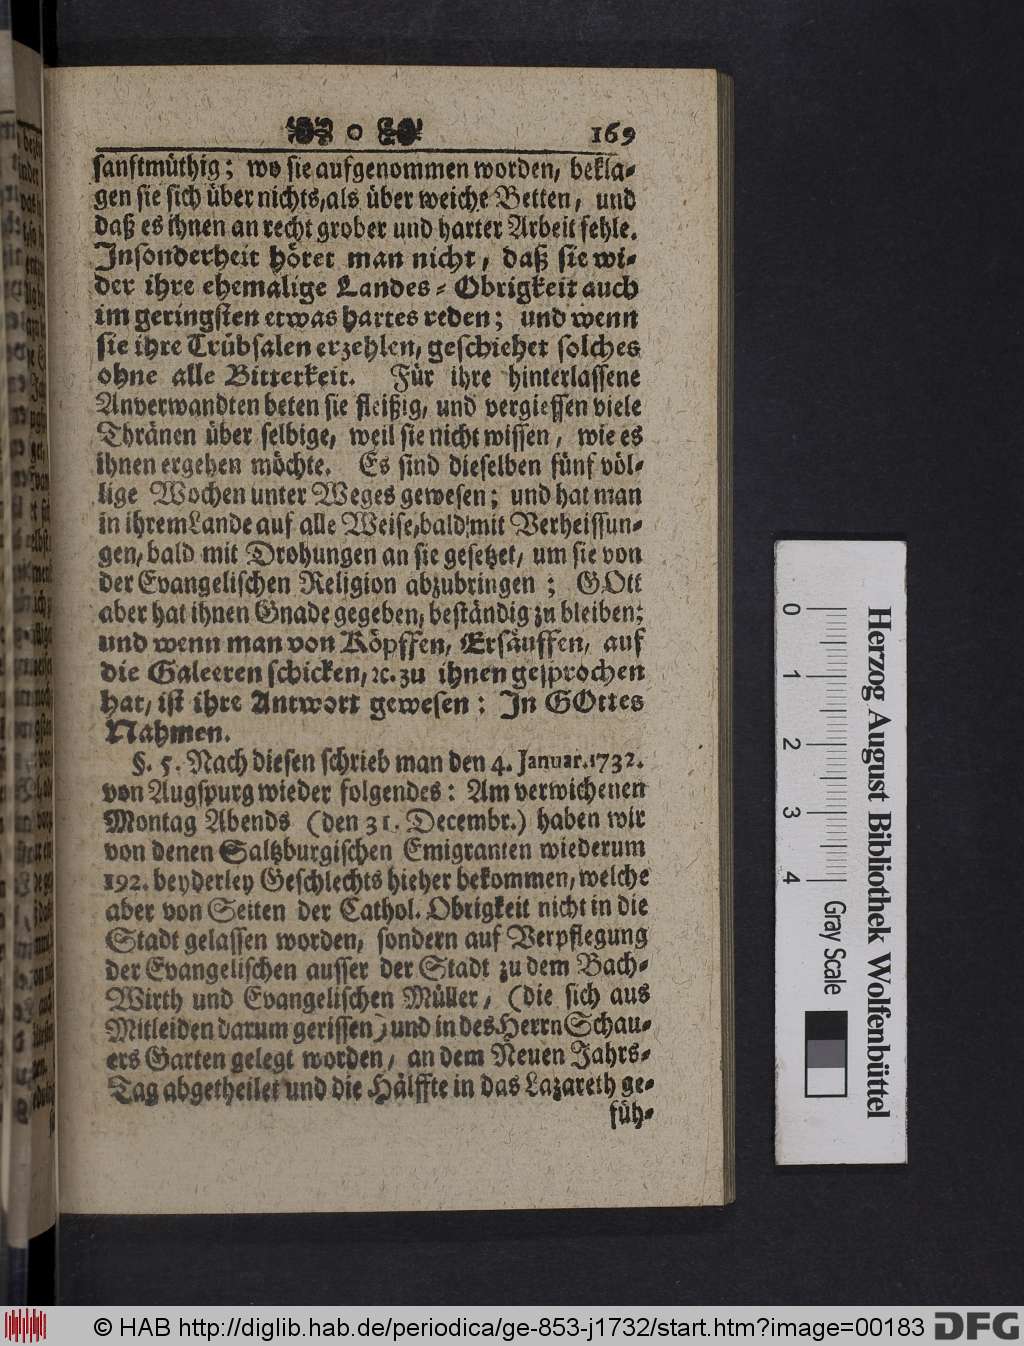 169
sanftmüthig; wo sie aufgenommen worden, bekla-
gen sie sich über nichts, als über weiche Betten, und
daß es ihnen an recht grober und harter Arbeit fehle.
Insonderheit höret man nicht, daß sie wi-
der ihre ehemalige Landes-Obrigkeit auch
im geringsten etwas hartes reden; und wenn
sie ihre Trübsalen erzehlen, geschiehet solches
ohne alle Bitterkeit. Für ihre hinterlassene
Anverwandten beten sie fleißig, und vergiessen viele
Thränen über selbige, weil sie nicht wissen, wie es
ihnen ergehen möchte. Es sind dieselben fünf völ-
lige Wochen unter Weges gewesen; und hat man
in ihrem Lande auf alle Weise, bald mit Verheissun-
gen, bald mit Drohungen an sie gesetzet, um sie von
der Evangelischen Religion abzubringen; GOtt
aber hat ihnen Gnade gegeben, beständig zu bleiben;
und wenn man von Köpffen, Ersäuffen, auf
die Galeeren schicken, ꝛc. zu ihnen gesprochen
hat, ist ihre Antwort gewesen: In GOttes
Nahmen.
§. 5. Nach diesen schrieb man den 4. Januar. 1732.
von Augspurg wieder folgendes: Am verwichenen
Montag Abends (den 31. Decembr.) haben wir
von denen Saltzburgischen Emigranten wiederum
192. beyderley Geschlechts hieher bekommen, welche
aber von Seiten der Cathol. Obrigkeit nicht in die
Stadt gelassen worden, sondern auf Verpflegung
der Evangelischen ausser der Stadt zu dem Bach-
Wirth und Evangelischen Müller, (die sich aus
Mitleiden darum gerissen) und in des Herrn Schau-
ers Garten gelegt worden, an dem Neuen Jahrs-
Tag abgetheilet und die Hälffte in das Lazareth ge-
füh-
0 1 2 3 4
Gray Scale
Herzog August Bibliothek Wolfenbüttel
© HAB http://diglib.hab.de/periodica/ge-853-j1732/start.htm?image=00183
DFG